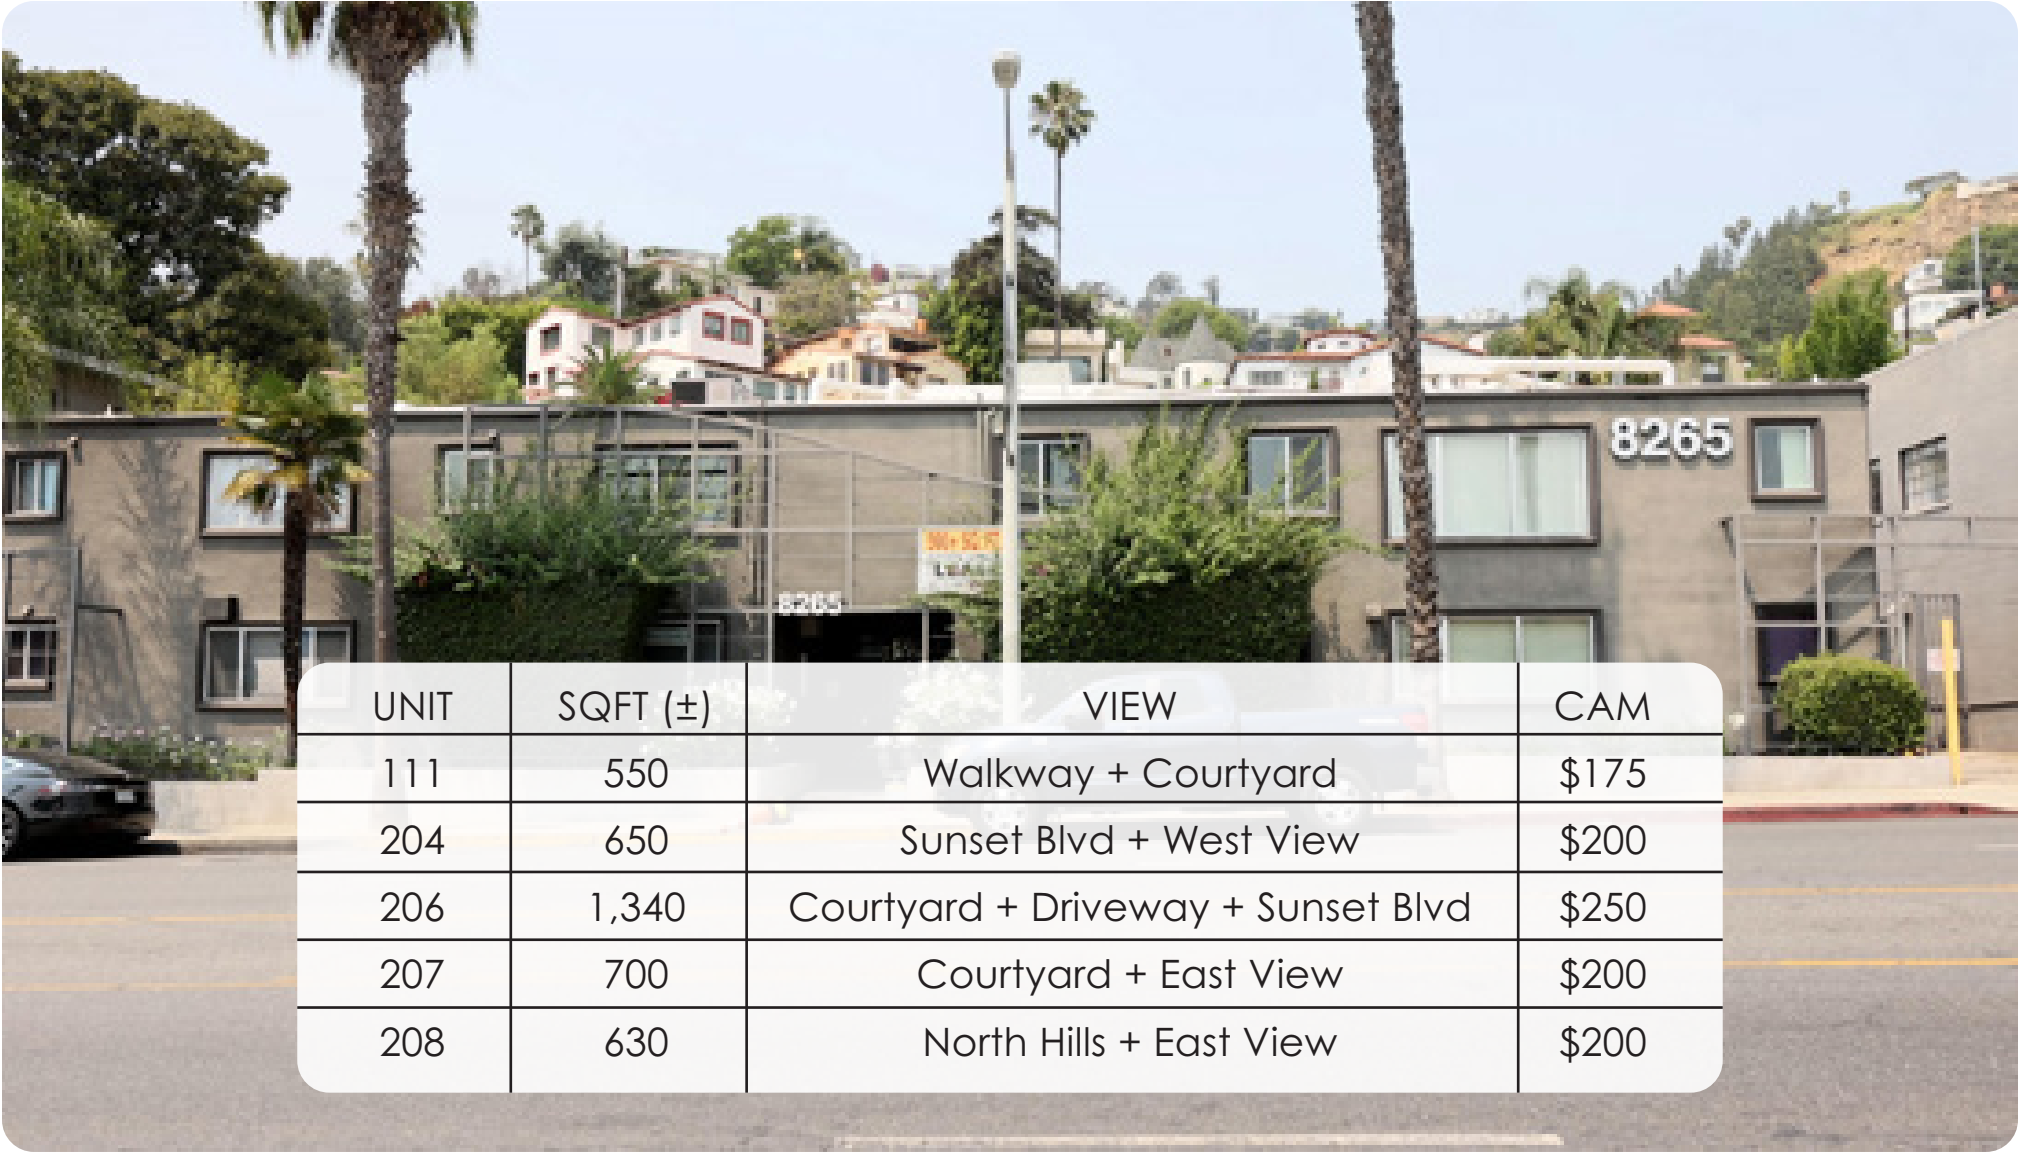 8265
8265
UNIT SQFT (±) VIEW CAM
111 550 Walkway + Courtyard $175
204 650 Sunset Blvd + West View $200
206 1,340 Courtyard + Driveway + Sunset Blvd $250
207 700 Courtyard + East View $200
208 630 North Hills + East View $200